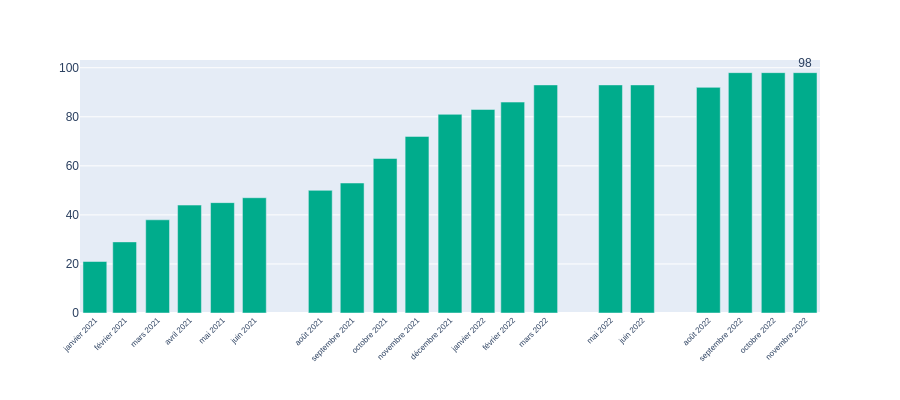 98
100
80
60
40
20
0
janvier 2021
février 2021
mars 2021
avril 2021
mai 2021
juin 2021
août 2021
septembre 2021
octobre 2021
novembre 2021
décembre 2021
janvier 2022
février 2022
mars 2022
mai 2022
juin 2022
août 2022
septembre 2022
octobre 2022
novembre 2022